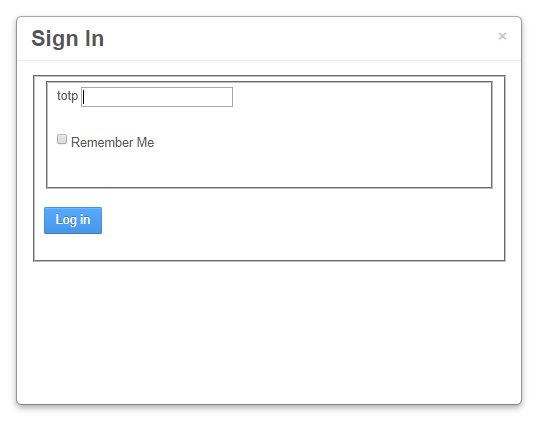 Sign In ×
totp
Remember Me
Log in